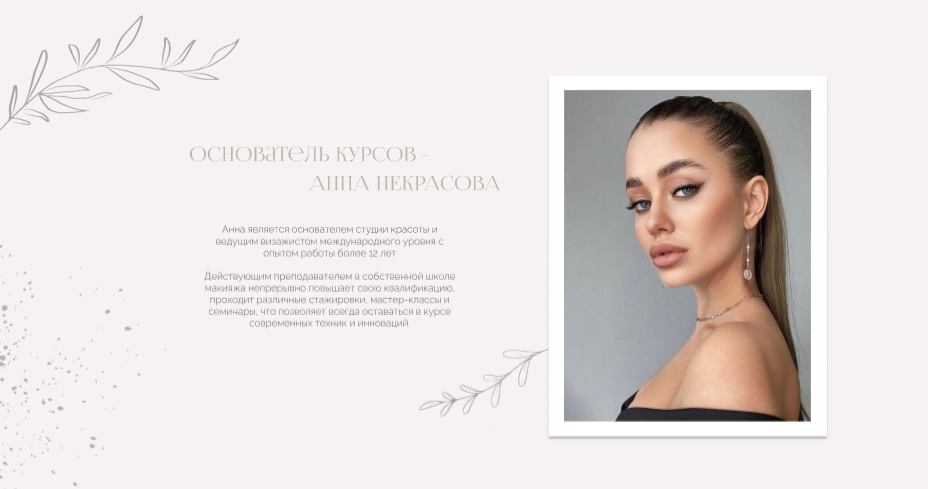 ОСНОВАТЕЛЬ КУРСОВ –
АННА НЕКРАСОВА
Анна является основателем студии красоты и
ведущим визажистом международного уровня с
опытом работы более 12 лет
Действующим преподавателем в собственной школе
макияжа непрерывно повышает свою квалификацию,
проходит различные стажировки, мастер-классы и
семинары, что позволяет всегда оставаться в курсе
современных техник и инноваций.